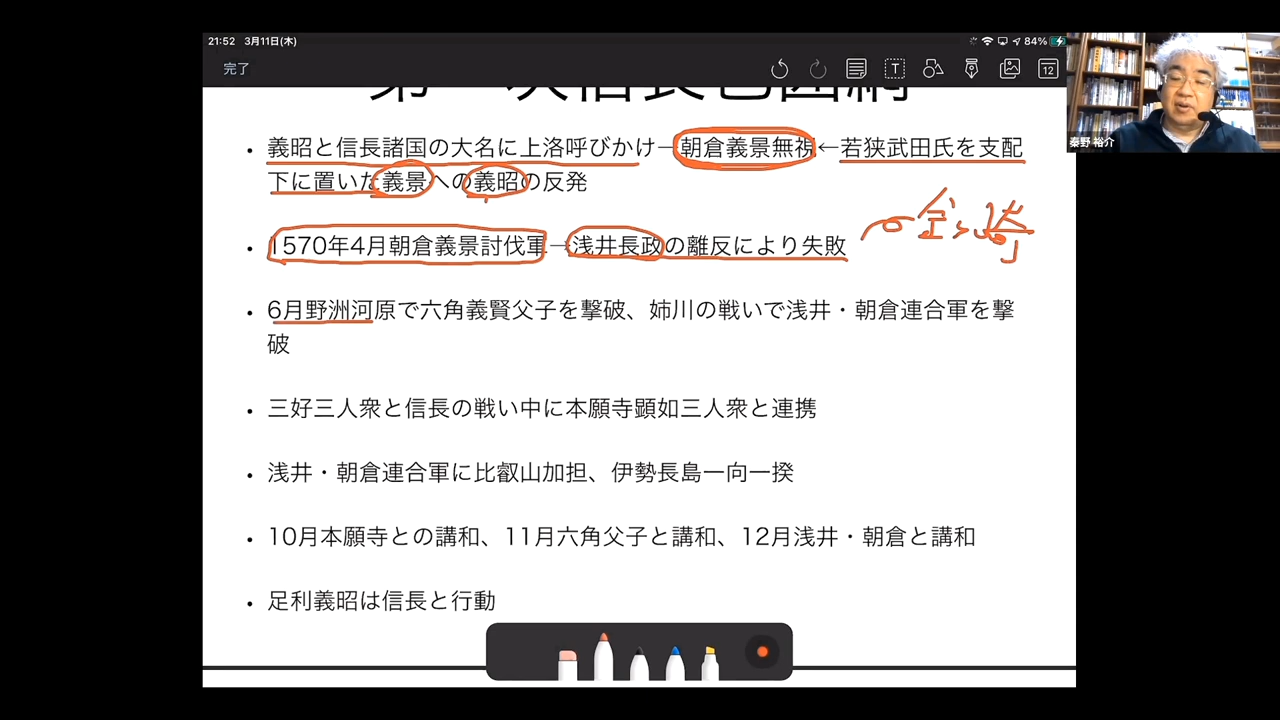 21:52 3月11日(木) 84%
完了
12
秦野 裕介
第一次信長包囲網
• 義昭と信長諸国の大名に上洛呼びかけ→朝倉義景無視←若狭武田氏を支配
下に置いた義景への義昭の反発
• 1570年4月朝倉義景討伐軍→浅井長政の離反により失敗
金ヶ崎
• 6月野洲河原で六角義賢父子を撃破、姉川の戦いで浅井・朝倉連合軍を撃
破
• 三好三人衆と信長の戦い中に本願寺顕如三人衆と連携
• 浅井・朝倉連合軍に比叡山加担、伊勢長島一向一揆
• 10月本願寺との講和、11月六角父子と講和、12月浅井・朝倉と講和
• 足利義昭は信長と行動